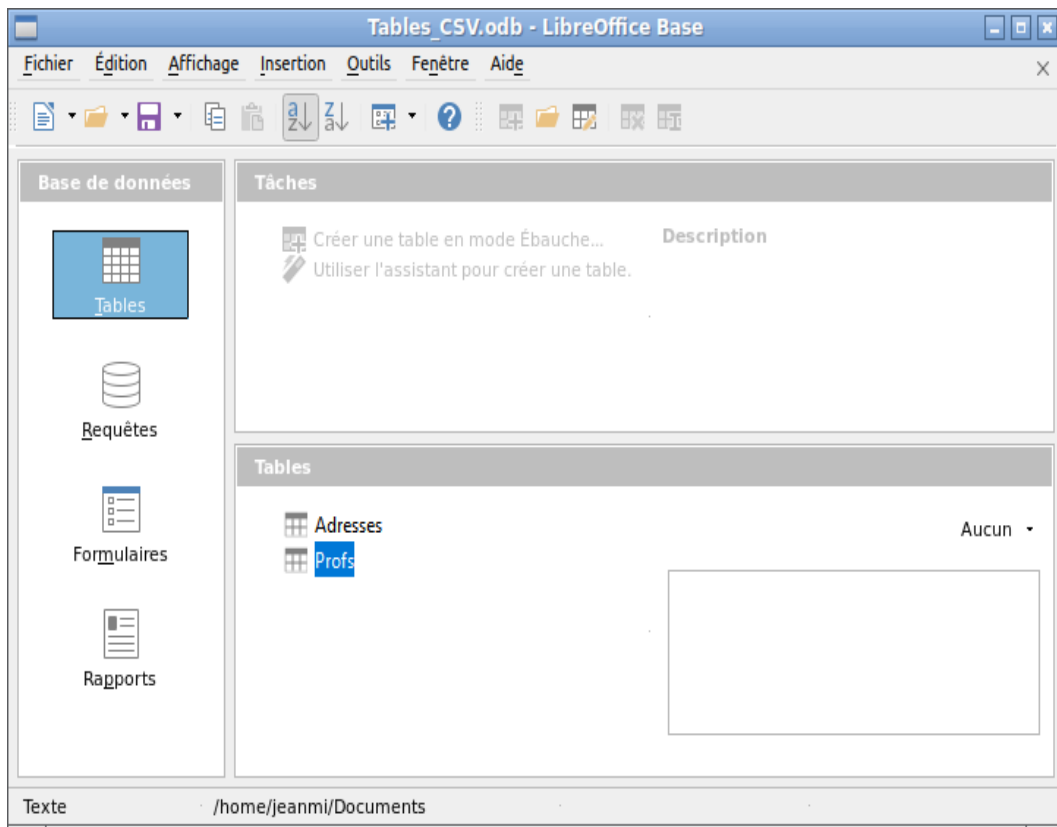 Tables_CSV.odb - LibreOffice Base
Fichier Édition Affichage Insertion Outils Fenêtre Aide
Base de données
Tables
Requêtes
Formulaires
Rapports
Tâches
Créer une table en mode Ébauche...
Utiliser l'assistant pour créer une table.
Description
Tables
Adresses
Profs
Aucun
Texte /home/jeanmi/Documents